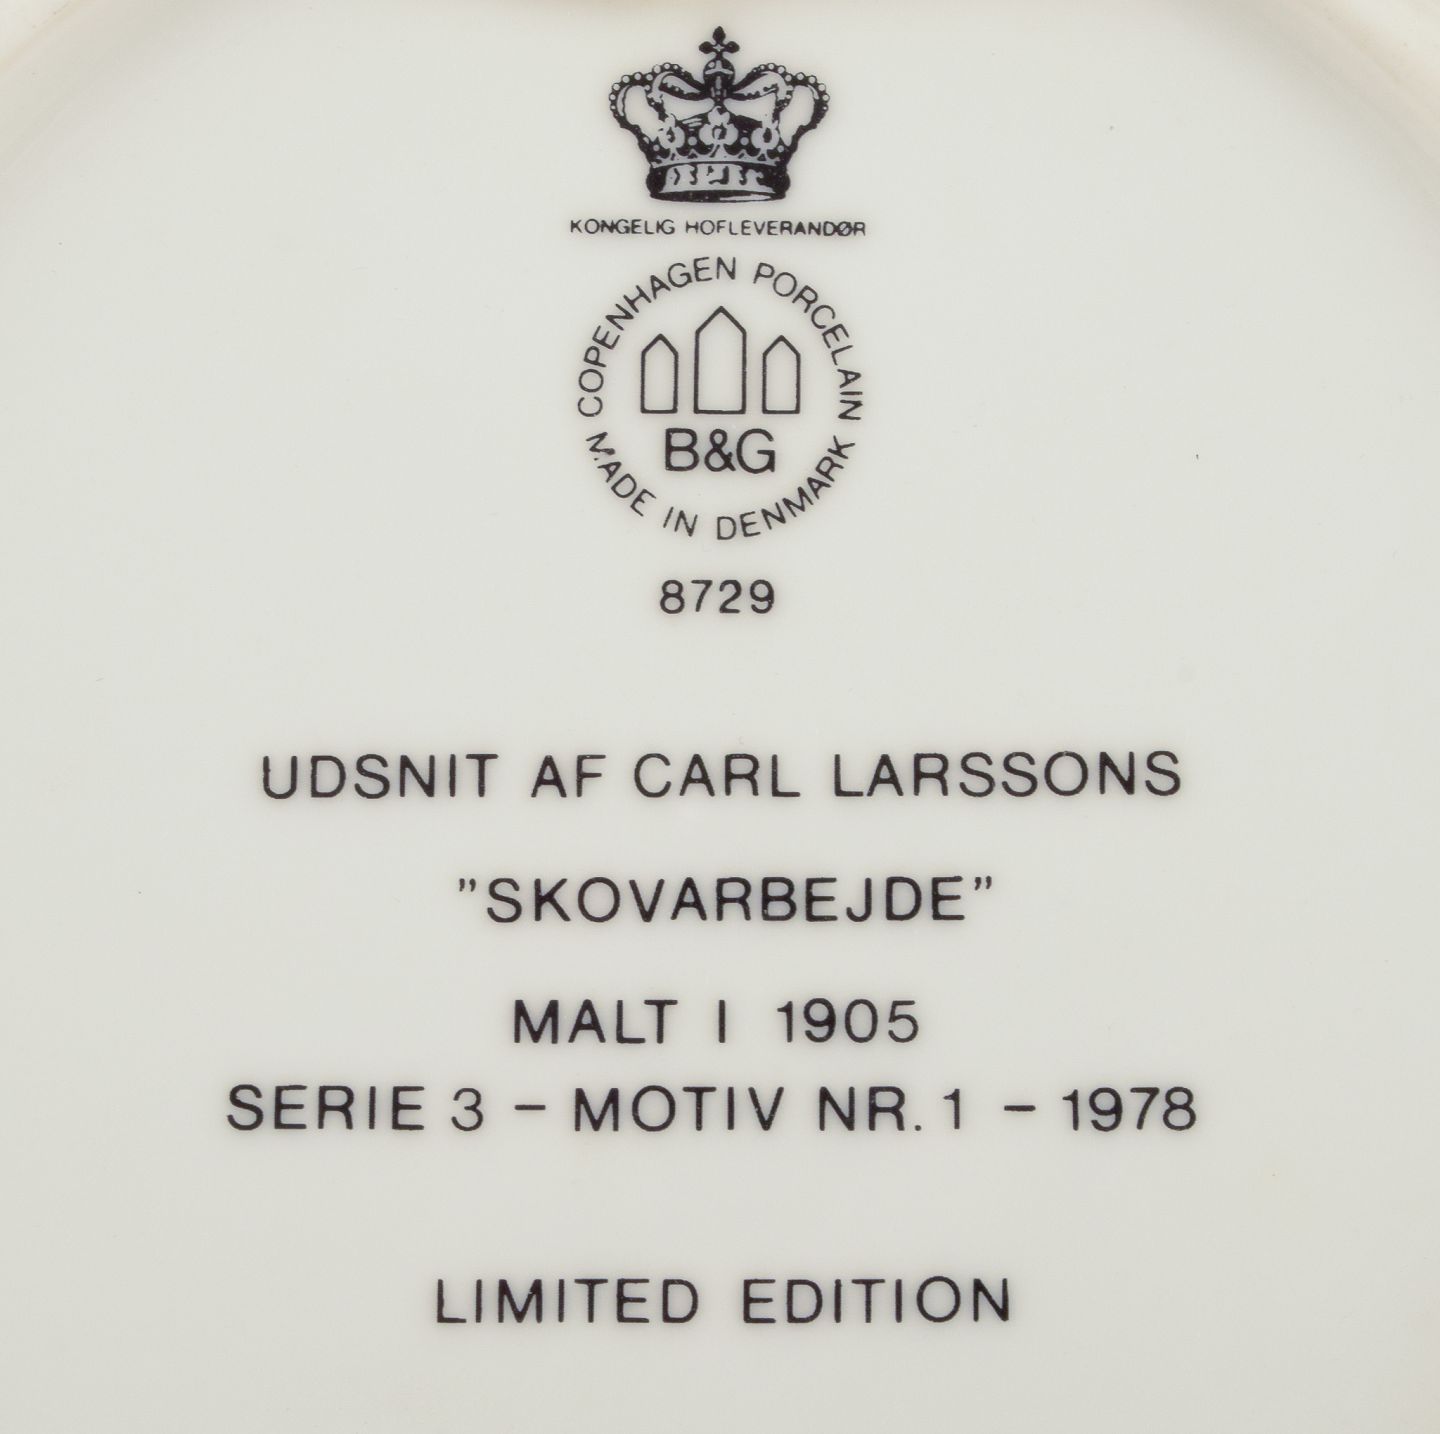 KONGELIG HOFLEVERANDØR
COPENHAGEN PORCELAIN
B&G
MADE IN DENMARK
8729
UDSNIT AF CARL LARSSONS
”SKOVARBEJDE”
MALT I 1905
SERIE 3 – MOTIV NR. 1 – 1978
LIMITED EDITION